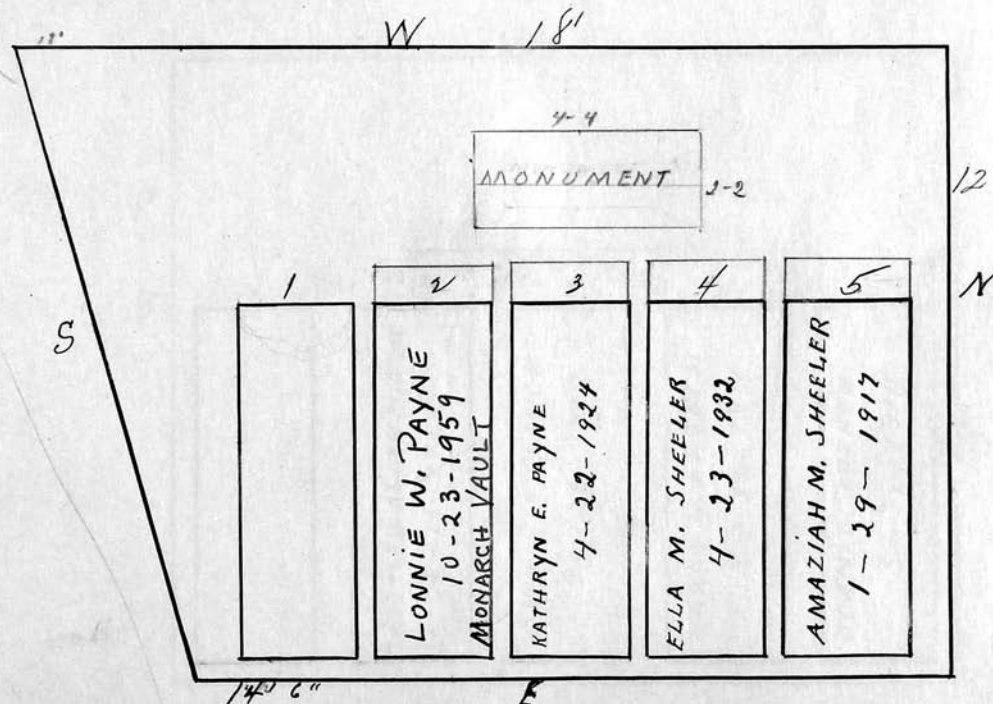 W 18'
4-4
MONUMENT
2-2
12
N
S
1
2
3
4
5
LONNIE W. PAYNE
10-23-1959
MONARCH VAULT
KATHRYN E. PAYNE
4-22-1924
ELLA M. SHEELER
4-23-1932
AMAZIAH M. SHEELER
1-29-1917
14' 6"
E